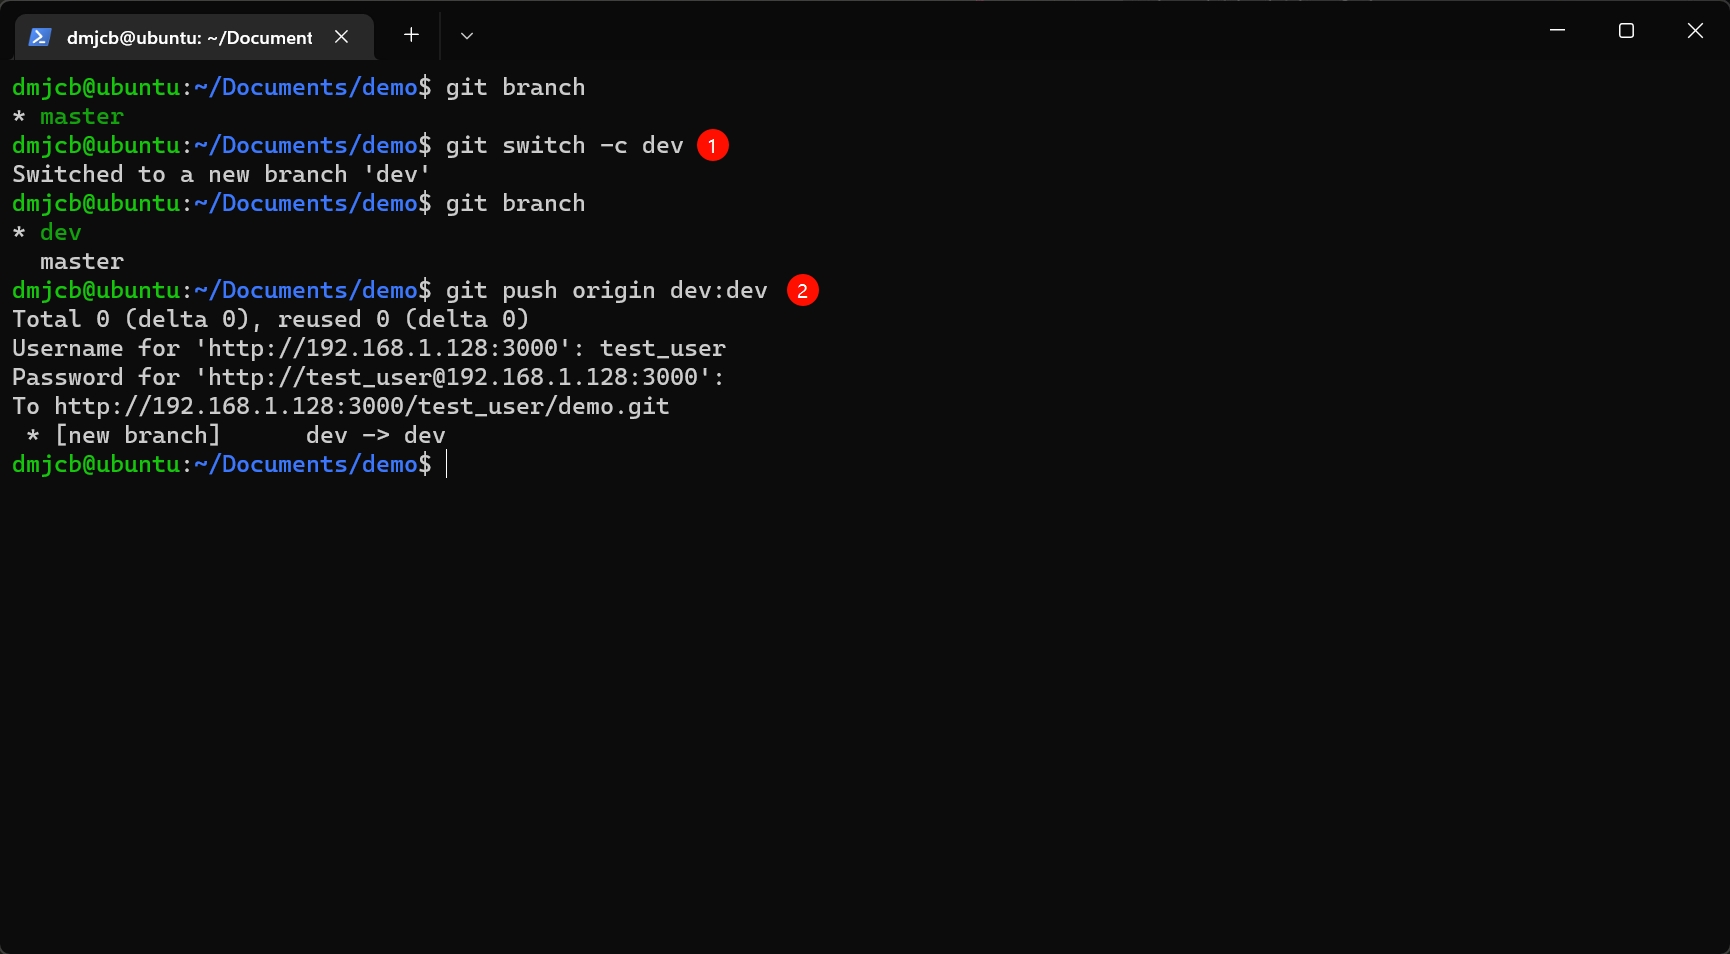 dmjcb@ubuntu: ~/Document
dmjcb@ubuntu:~/Documents/demo$ git branch
* master
dmjcb@ubuntu:~/Documents/demo$ git switch -c dev 1
Switched to a new branch 'dev'
dmjcb@ubuntu:~/Documents/demo$ git branch
* dev
  master
dmjcb@ubuntu:~/Documents/demo$ git push origin dev:dev 2
Total 0 (delta 0), reused 0 (delta 0)
Username for 'http://192.168.1.128:3000': test_user
Password for 'http://test_user@192.168.1.128:3000':
To http://192.168.1.128:3000/test_user/demo.git
 * [new branch]      dev -> dev
dmjcb@ubuntu:~/Documents/demo$